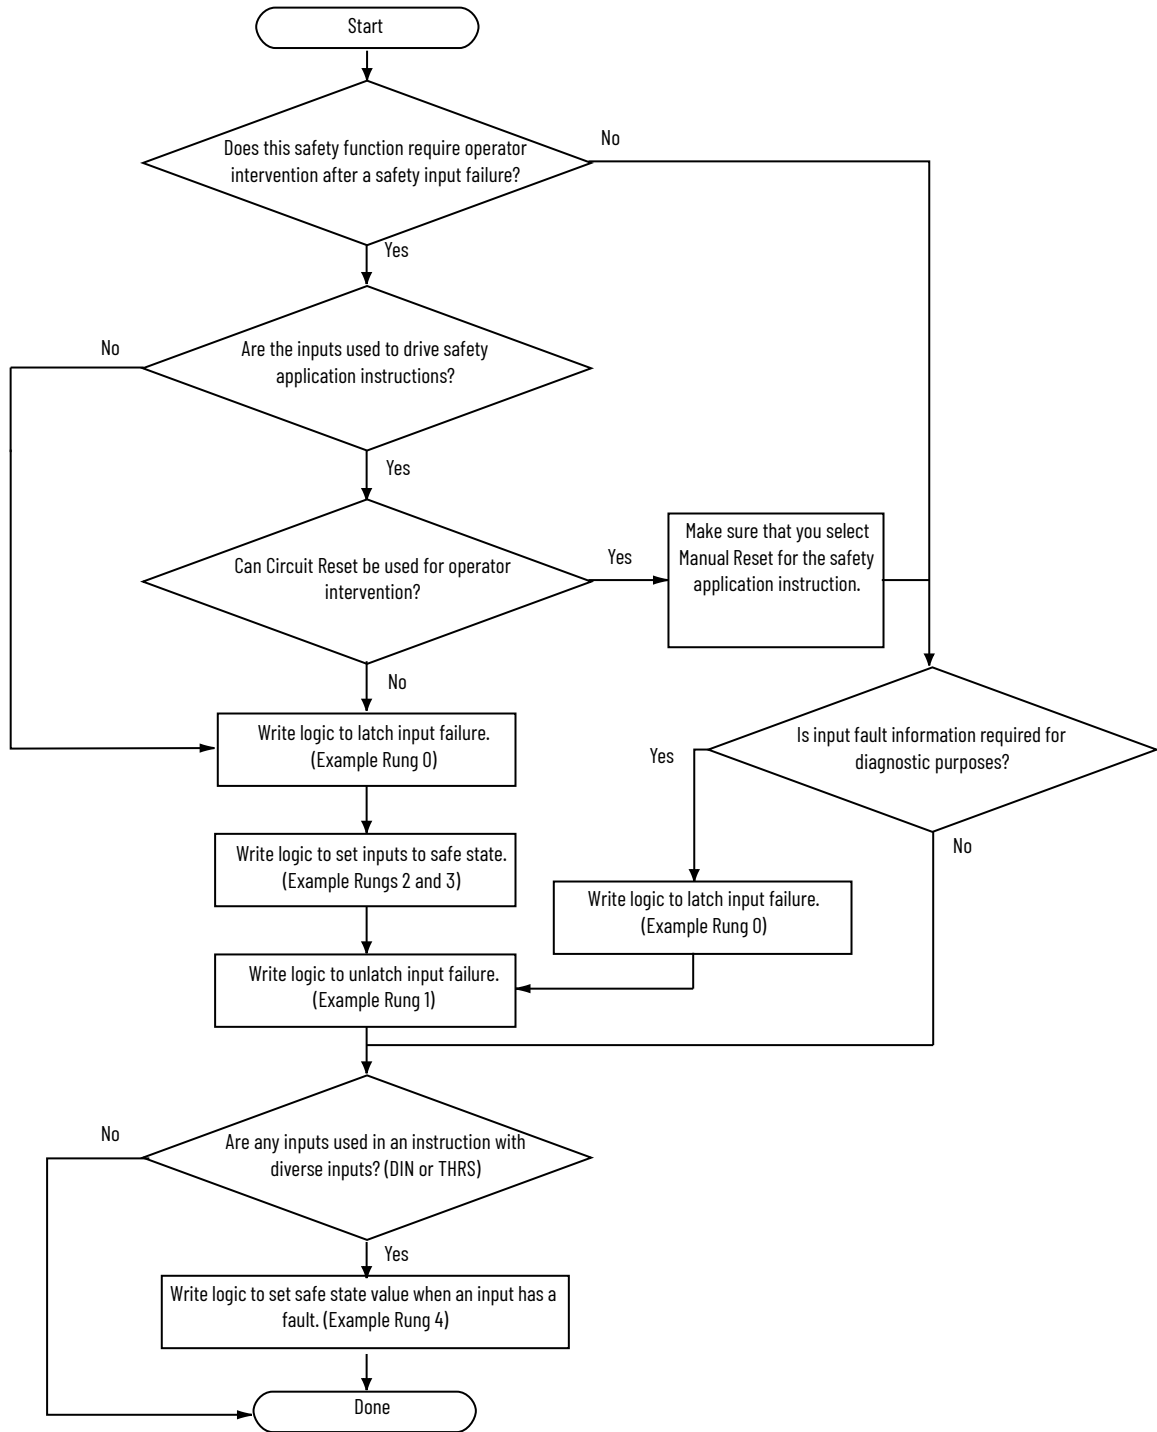 Start
Does this safety function require operator
intervention after a safety input failure?
No
Yes
Are the inputs used to drive safety
application instructions?
No
Yes
Can Circuit Reset be used for operator
intervention?
Yes
Make sure that you select
Manual Reset for the safety
application instruction.
No
Write logic to latch input failure.
(Example Rung 0)
Is input fault information required for
diagnostic purposes?
Yes
No
Write logic to set inputs to safe state.
(Example Rungs 2 and 3)
Write logic to latch input failure.
(Example Rung 0)
Write logic to unlatch input failure.
(Example Rung 1)
Are any inputs used in an instruction with
diverse inputs? (DIN or THRS)
No
Yes
Write logic to set safe state value when an input has a
fault. (Example Rung 4)
Done